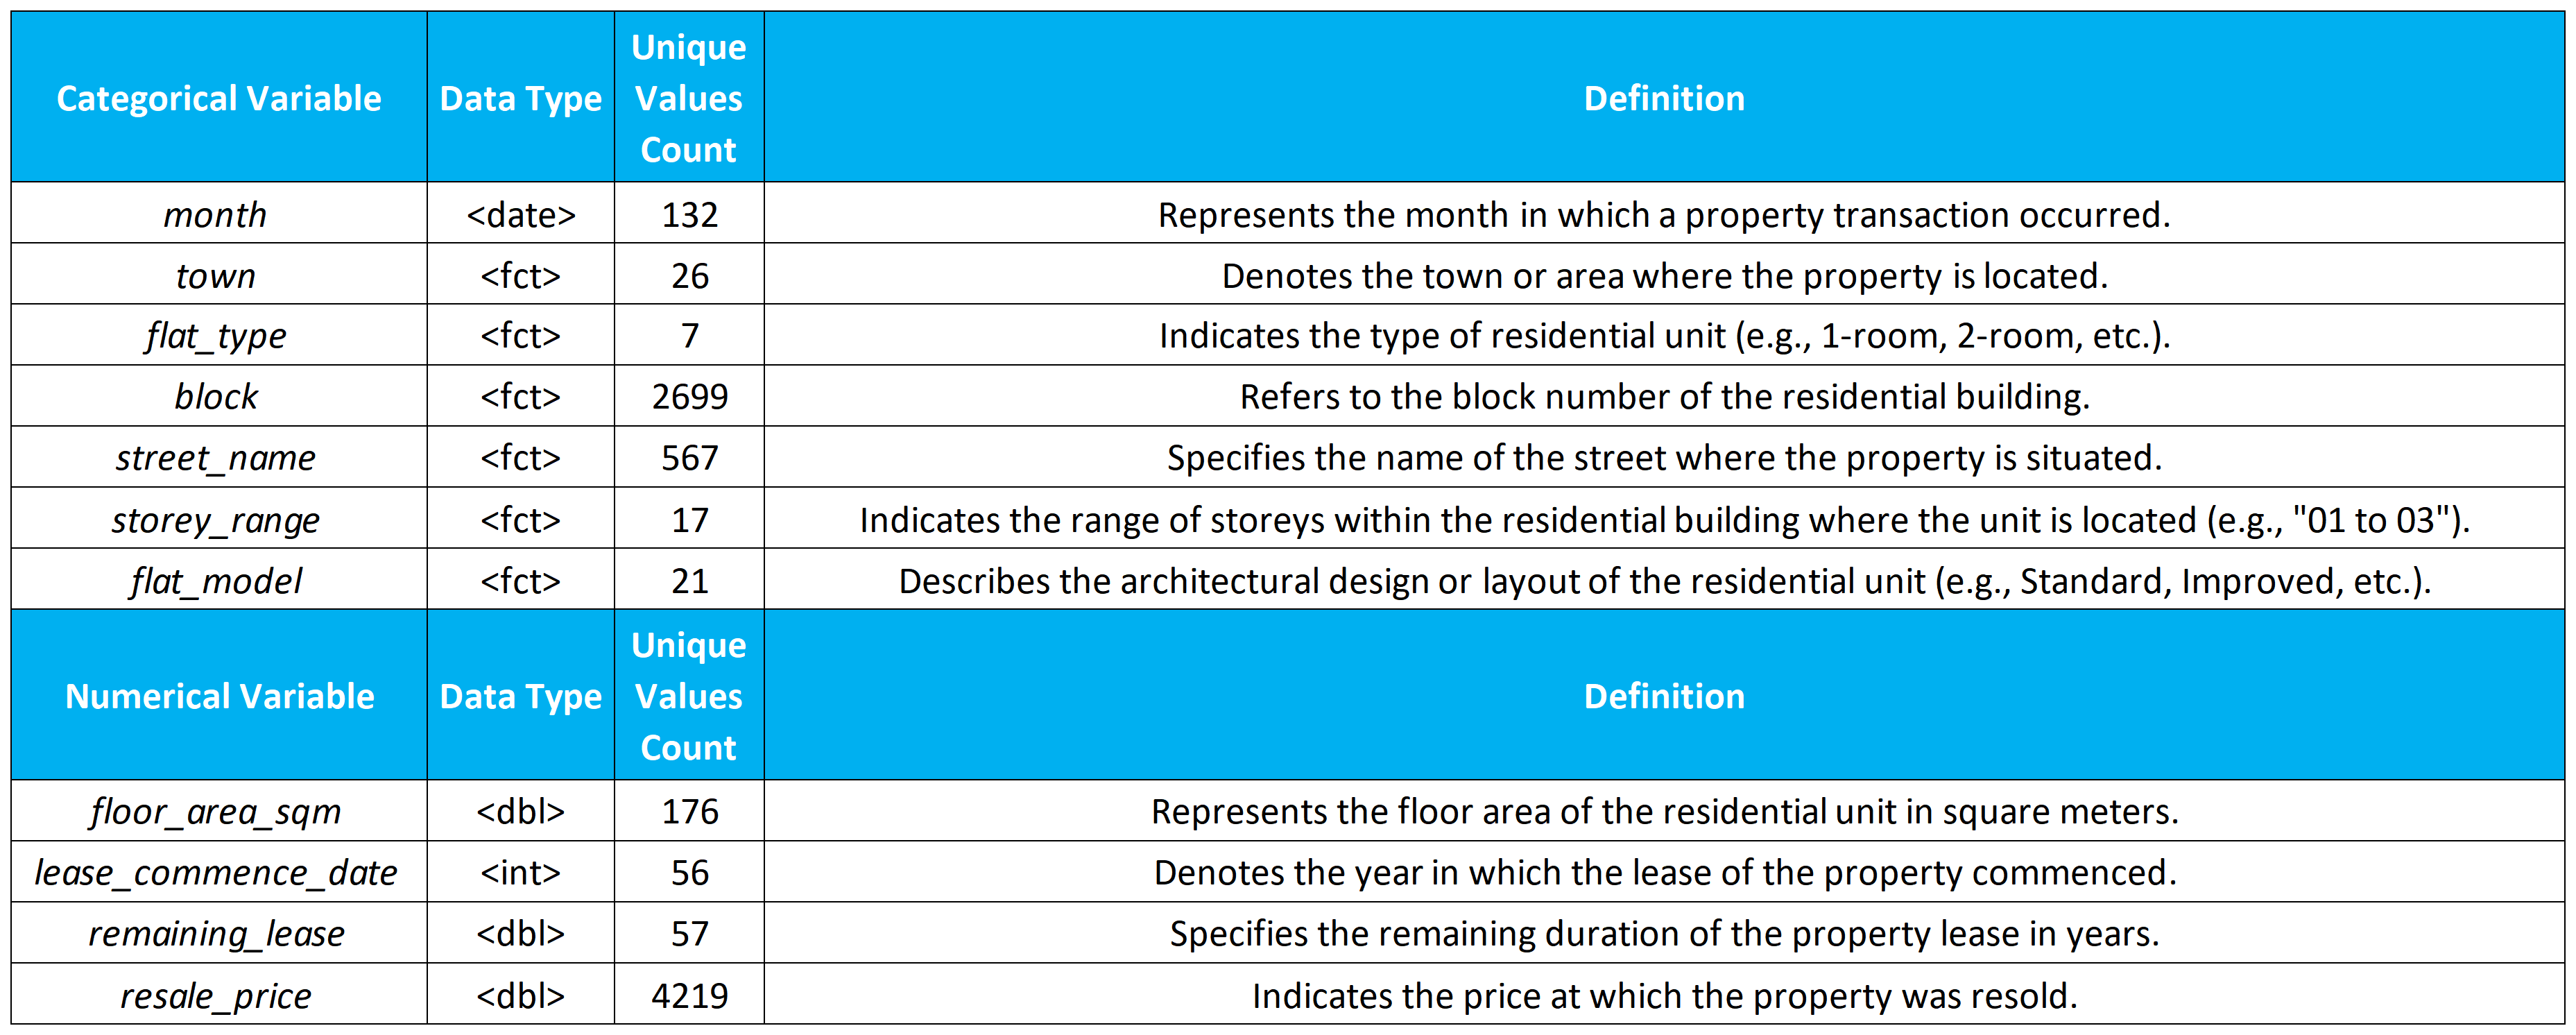 Categorical Variable Data Type Unique Values Count Definition
month <date> 132 Represents the month in which a property transaction occurred.
town <fct> 26 Denotes the town or area where the property is located.
flat_type <fct> 7 Indicates the type of residential unit (e.g., 1-room, 2-room, etc.).
block <fct> 2699 Refers to the block number of the residential building.
street_name <fct> 567 Specifies the name of the street where the property is situated.
storey_range <fct> 17 Indicates the range of storeys within the residential building where the unit is located (e.g., "01 to 03").
flat_model <fct> 21 Describes the architectural design or layout of the residential unit (e.g., Standard, Improved, etc.).
Numerical Variable Data Type Unique Values Count Definition
floor_area_sqm <dbl> 176 Represents the floor area of the residential unit in square meters.
lease_commence_date <int> 56 Denotes the year in which the lease of the property commenced.
remaining_lease <dbl> 57 Specifies the remaining duration of the property lease in years.
resale_price <dbl> 4219 Indicates the price at which the property was resold.